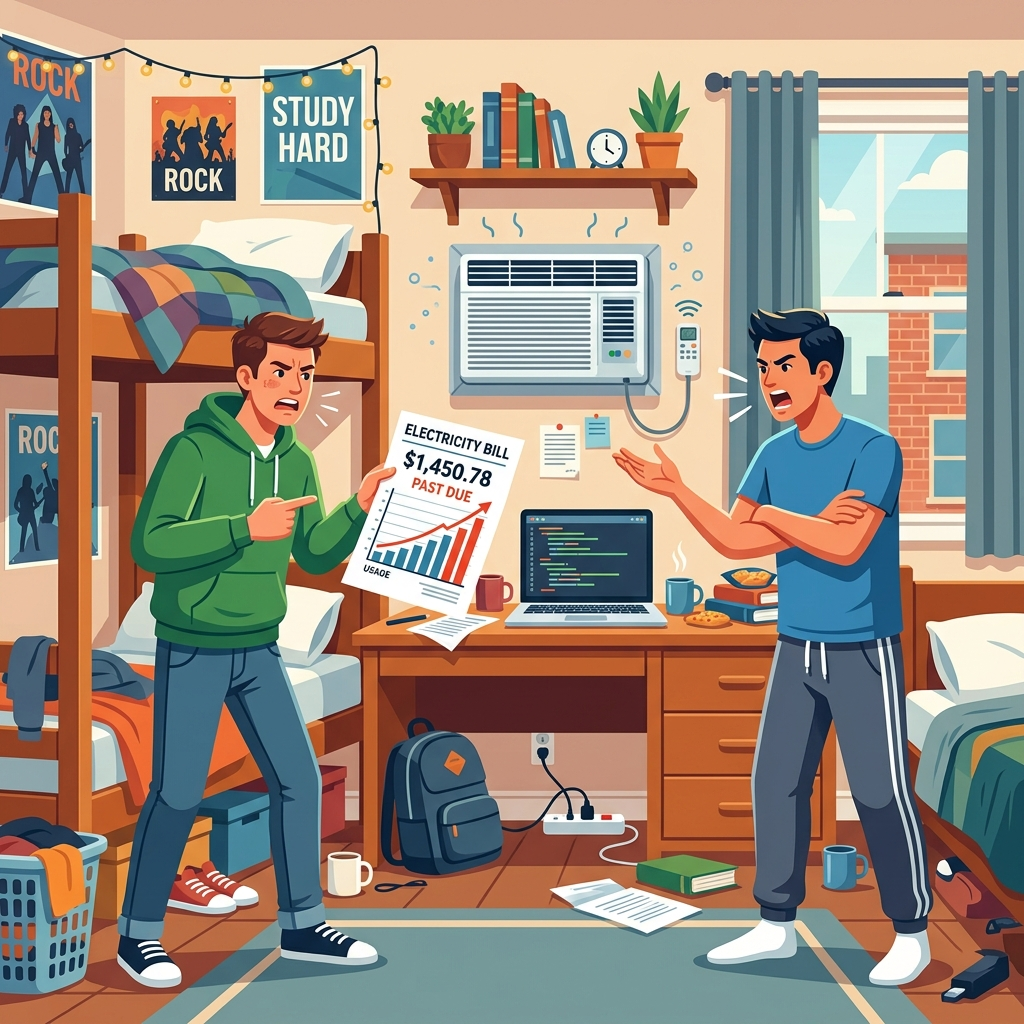 ROCK
ROCK
STUDY
HARD
ELECTRICITY BILL
$1,450.78
PAST DUE
USAGE
ROC